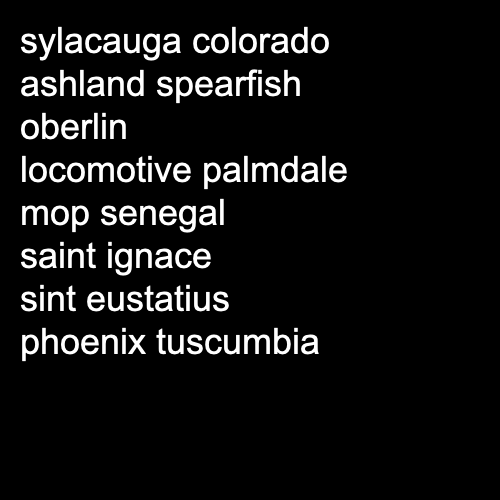 sylacauga colorado
ashland spearfish
oberlin
locomotive palmdale
mop senegal
saint ignace
sint eustatius
phoenix tuscumbia